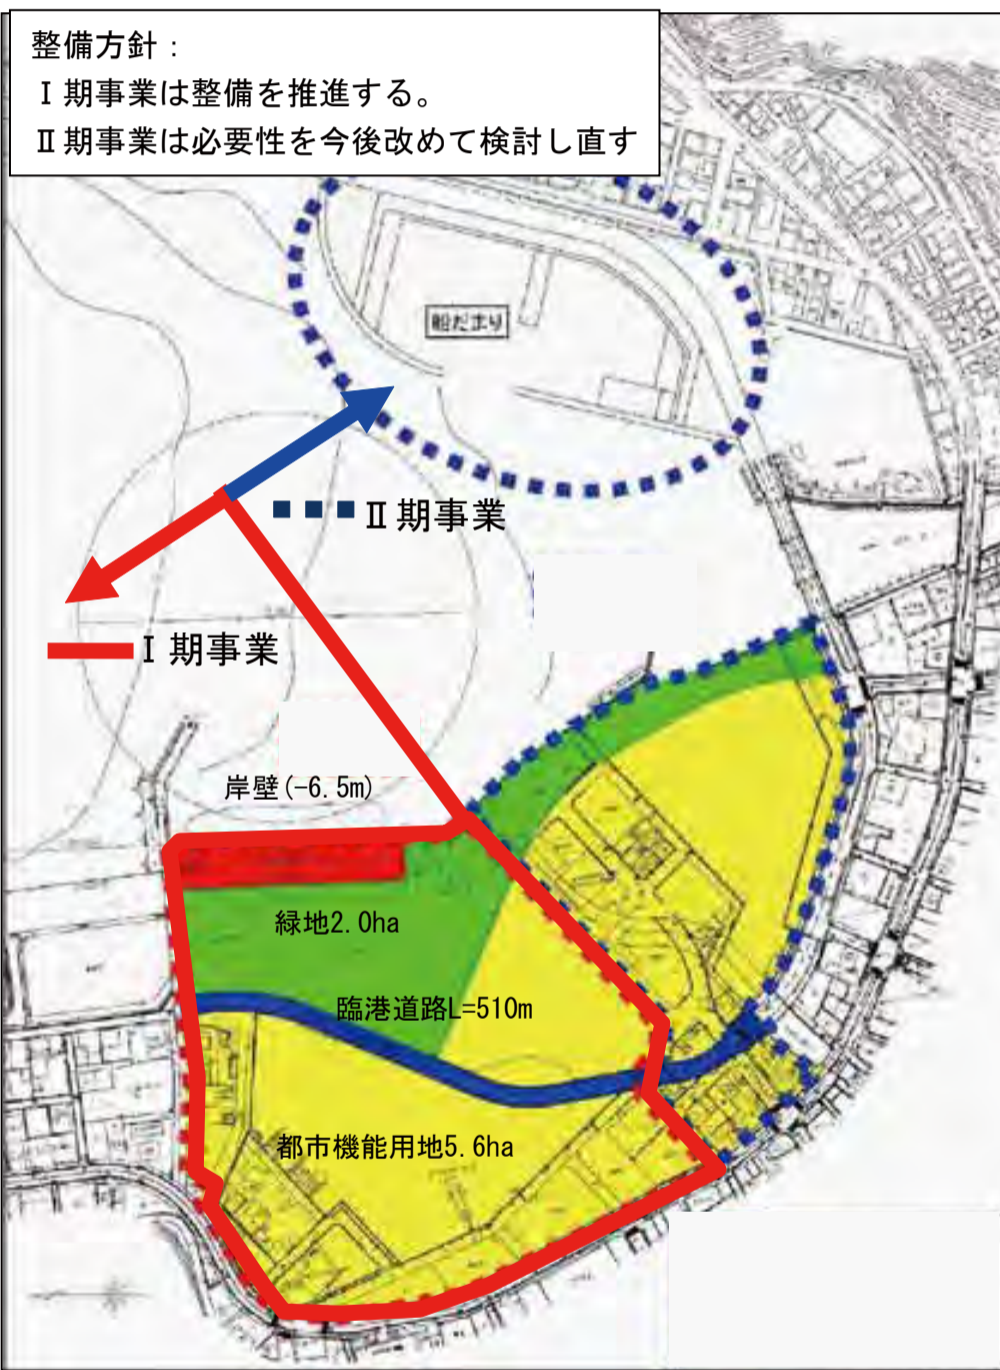 整備方針：
Ⅰ期事業は整備を推進する。
Ⅱ期事業は必要性を今後改めて検討し直す
船だまり
Ⅱ期事業
Ⅰ期事業
岸壁(-6.5m)
緑地2.0ha
臨港道路L=510m
都市機能用地5.6ha